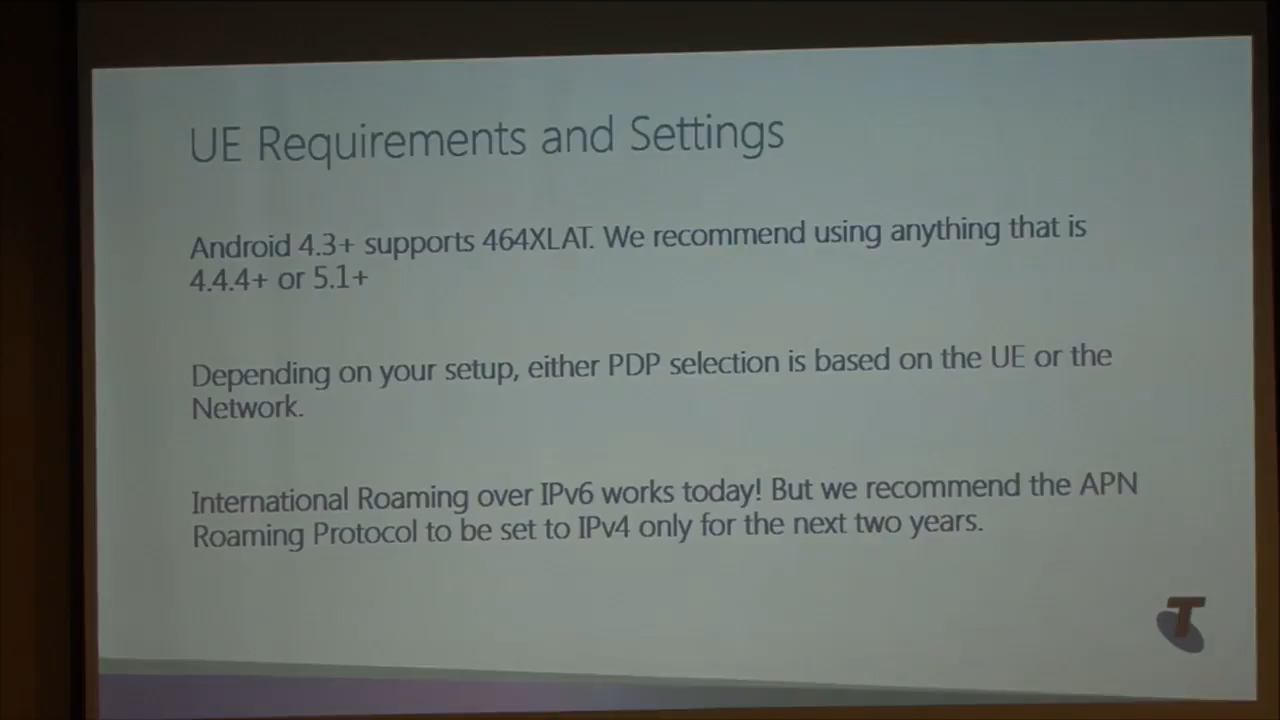 UE Requirements and Settings
Android 4.3+ supports 464XLAT. We recommend using anything that is
4.4.4+ or 5.1+
Depending on your setup, either PDP selection is based on the UE or the
Network.
International Roaming over IPv6 works today! But we recommend the APN
Roaming Protocol to be set to IPv4 only for the next two years.
T